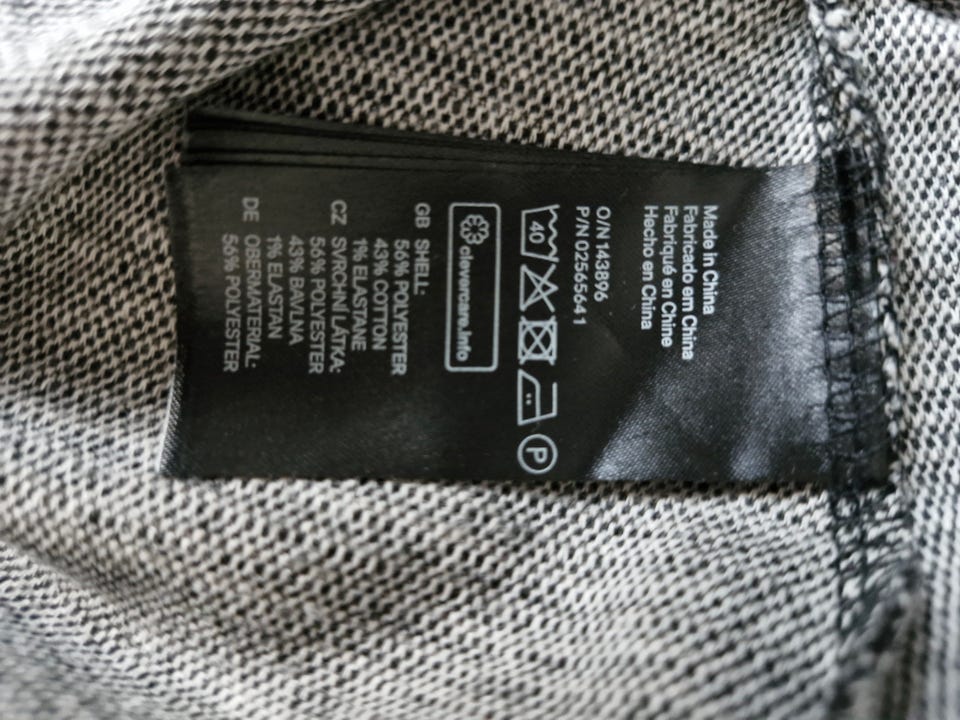 Made in China
Fabricado em China
Fabriqué en Chine
Hecho en China
O/N 143896
P/N 02565641
40
P
clevercare.info
GB SHELL:
56% POLYESTER
43% COTTON
1% ELASTANE
CZ SVRCHNÍ LÁTKA:
56% POLYESTER
43% BAVLNA
1% ELASTAN
DE OBERMATERIAL:
56% POLYESTER